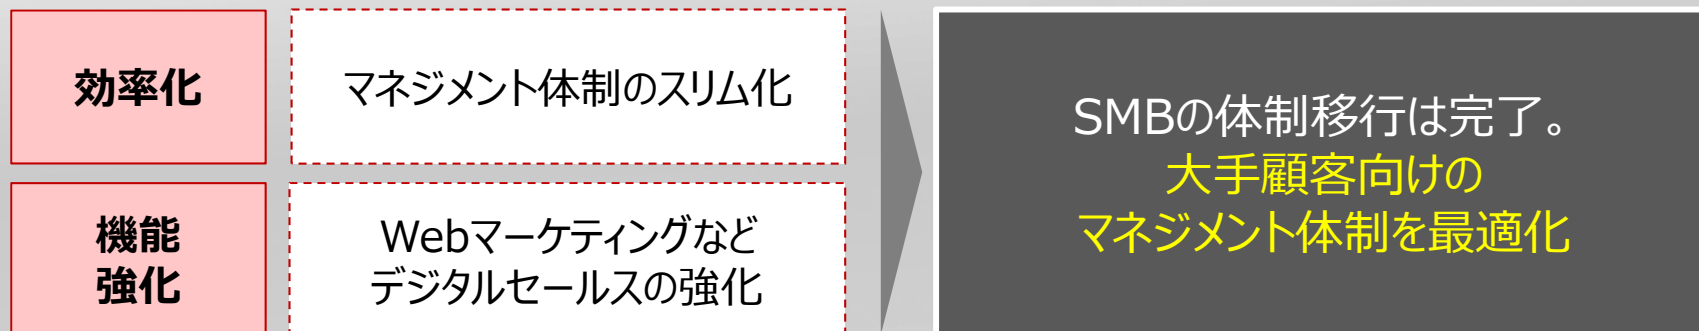 効率化
マネジメント体制のスリム化
機能
強化
Webマーケティングなど
デジタルセールスの強化
SMBの体制移行は完了。
大手顧客向けの
マネジメント体制を最適化